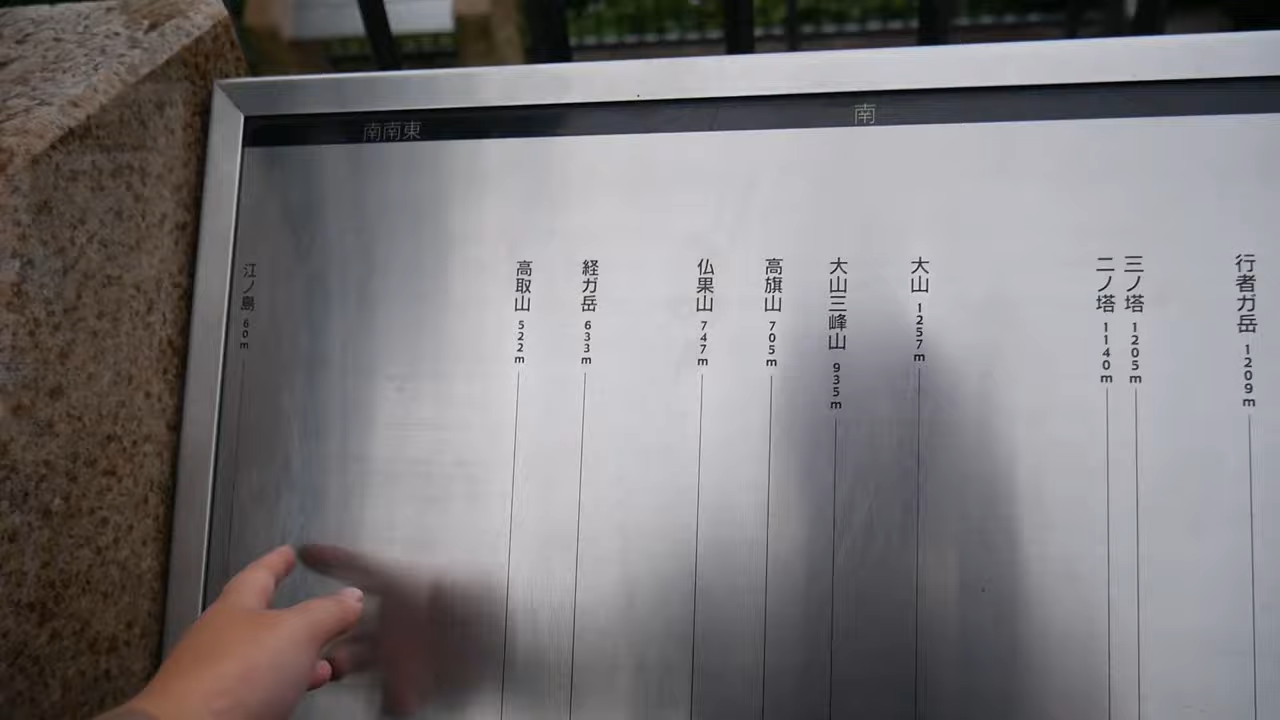 南南東
南
江ノ島 60m
高取山 522m
経ガ岳 633m
仏果山 747m
高旗山 705m
大山三峰山 935m
大山 1257m
二ノ塔 1140m
三ノ塔 1205m
行者ガ岳 1209m